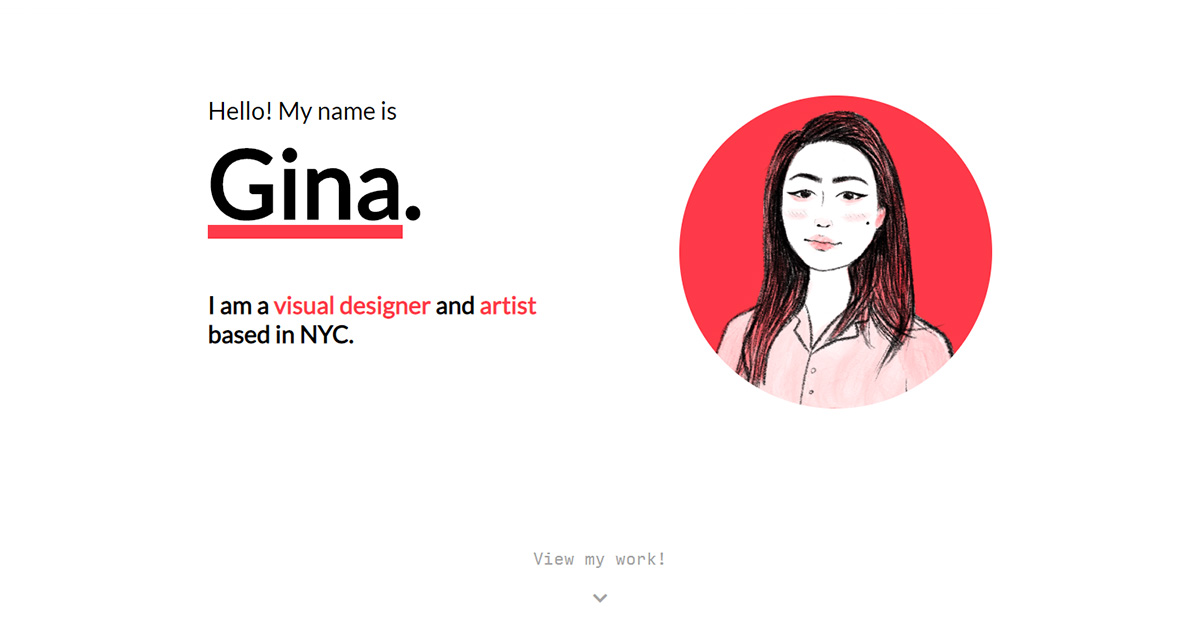 Hello! My name is
Gina.
I am a visual designer and artist
based in NYC.
View my work!